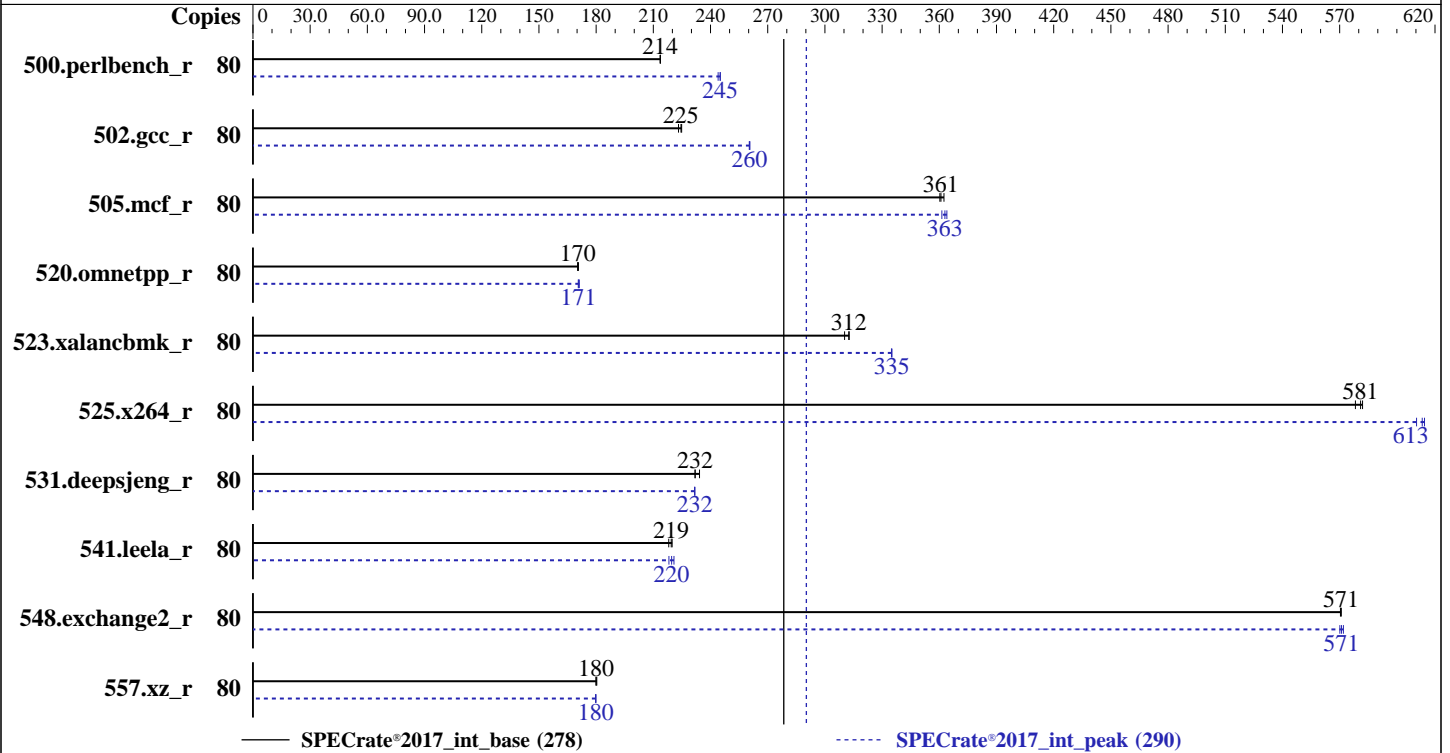 Copies 0 30.0 60.0 90.0 120 150 180 210 240 270 300 330 360 390 420 450 480 510 540 570 620
214
500.perlbench_r 80
245
225
502.gcc_r 80
260
361
505.mcf_r 80
363
170
520.omnetpp_r 80
171
312
523.xalancbmk_r 80
335
581
525.x264_r 80
613
232
531.deepsjeng_r 80
232
219
541.leela_r 80
220
571
548.exchange2_r 80
571
180
557.xz_r 80
180
SPECrate®2017_int_base (278) SPECrate®2017_int_peak (290)